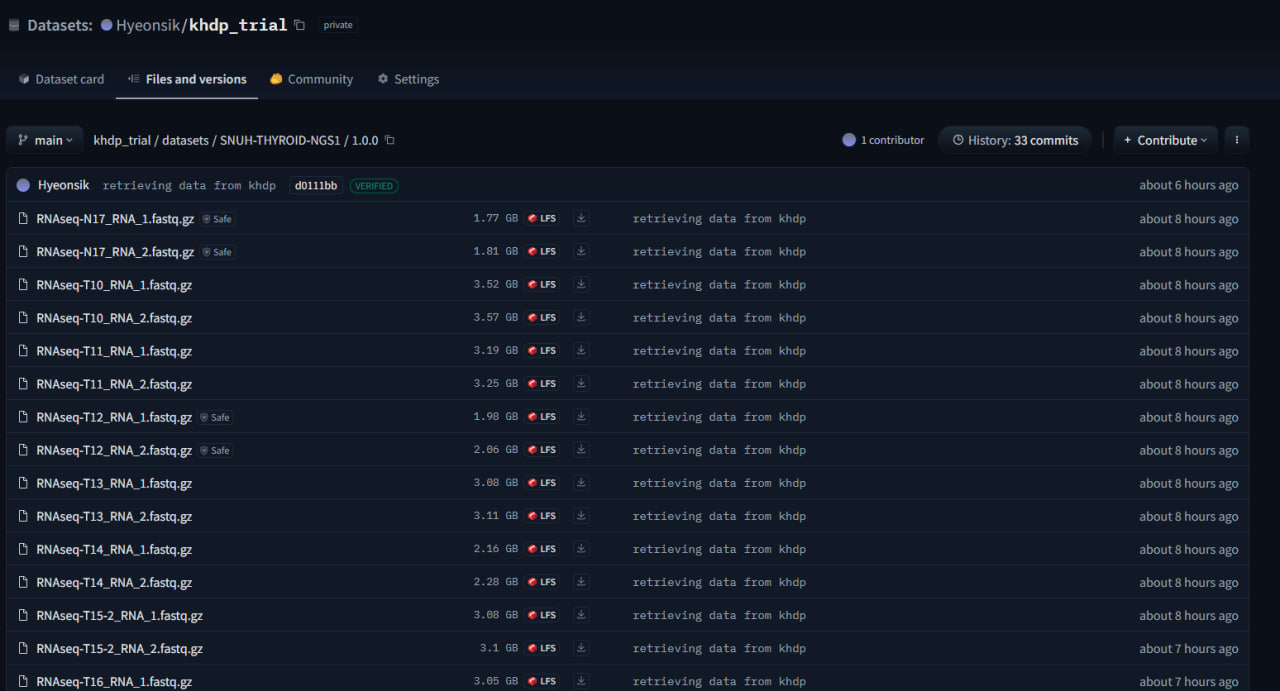 Datasets: Hyeonsik/khdp_trial private
Dataset card Files and versions Community Settings
main khdp_trial / datasets / SNUH-THYROID-NGS1 / 1.0.0 1 contributor History: 33 commits + Contribute
Hyeonsik retrieving data from khdp d0111bb VERIFIED about 6 hours ago
RNAseq-N17_RNA_1.fastq.gz Safe 1.77 GB LFS retrieving data from khdp about 8 hours ago
RNAseq-N17_RNA_2.fastq.gz Safe 1.81 GB LFS retrieving data from khdp about 8 hours ago
RNAseq-T10_RNA_1.fastq.gz 3.52 GB LFS retrieving data from khdp about 8 hours ago
RNAseq-T10_RNA_2.fastq.gz 3.57 GB LFS retrieving data from khdp about 8 hours ago
RNAseq-T11_RNA_1.fastq.gz 3.19 GB LFS retrieving data from khdp about 8 hours ago
RNAseq-T11_RNA_2.fastq.gz 3.25 GB LFS retrieving data from khdp about 8 hours ago
RNAseq-T12_RNA_1.fastq.gz Safe 1.98 GB LFS retrieving data from khdp about 8 hours ago
RNAseq-T12_RNA_2.fastq.gz Safe 2.06 GB LFS retrieving data from khdp about 8 hours ago
RNAseq-T13_RNA_1.fastq.gz 3.08 GB LFS retrieving data from khdp about 8 hours ago
RNAseq-T13_RNA_2.fastq.gz 3.11 GB LFS retrieving data from khdp about 8 hours ago
RNAseq-T14_RNA_1.fastq.gz 2.16 GB LFS retrieving data from khdp about 8 hours ago
RNAseq-T14_RNA_2.fastq.gz 2.28 GB LFS retrieving data from khdp about 8 hours ago
RNAseq-T15-2_RNA_1.fastq.gz 3.08 GB LFS retrieving data from khdp about 8 hours ago
RNAseq-T15-2_RNA_2.fastq.gz 3.1 GB LFS retrieving data from khdp about 7 hours ago
RNAseq-T16_RNA_1.fastq.gz 3.05 GB LFS retrieving data from khdp about 7 hours ago